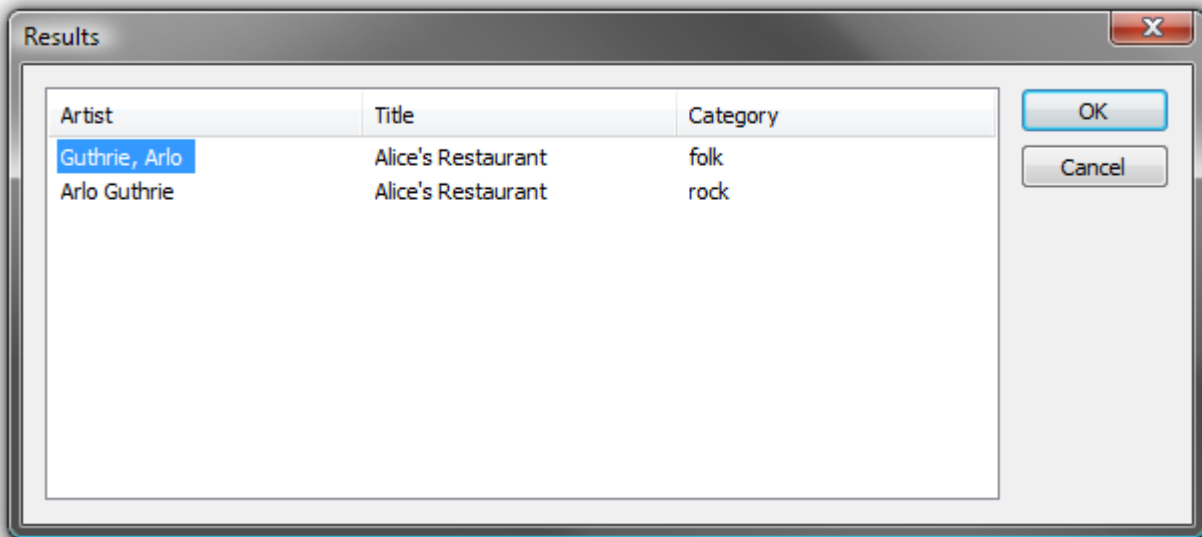 Results
Artist Title Category
Guthrie, Arlo Alice's Restaurant folk
Arlo Guthrie Alice's Restaurant rock
OK
Cancel